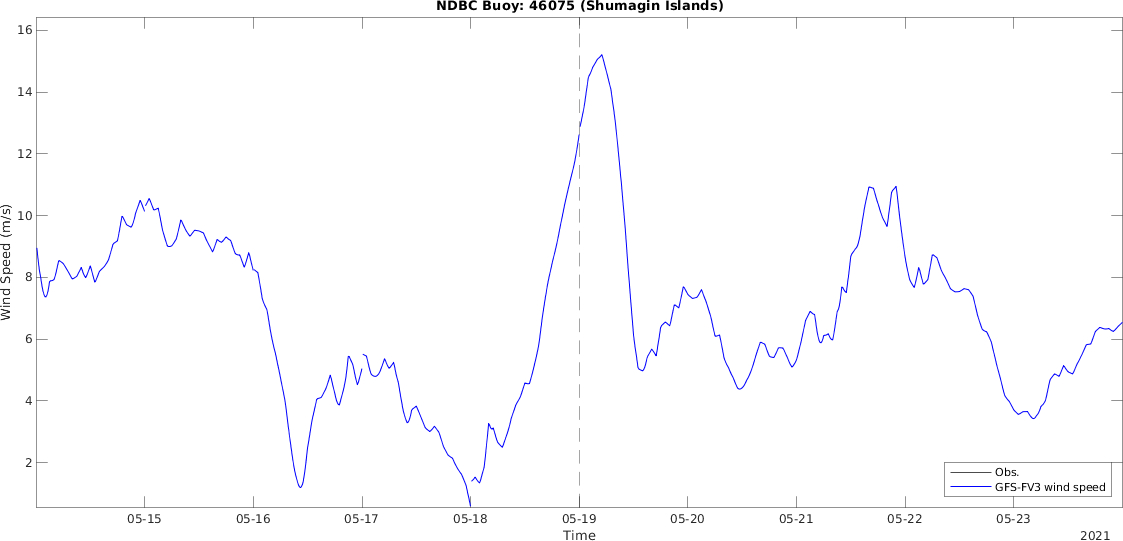 NDBC Buoy: 46075 (Shumagin Islands)
16
14
12
10
8
6
4
2
Wind Speed (m/s)
05-15 05-16 05-17 05-18 05-19 05-20 05-21 05-22 05-23
Time
2021
Obs.
GFS-FV3 wind speed